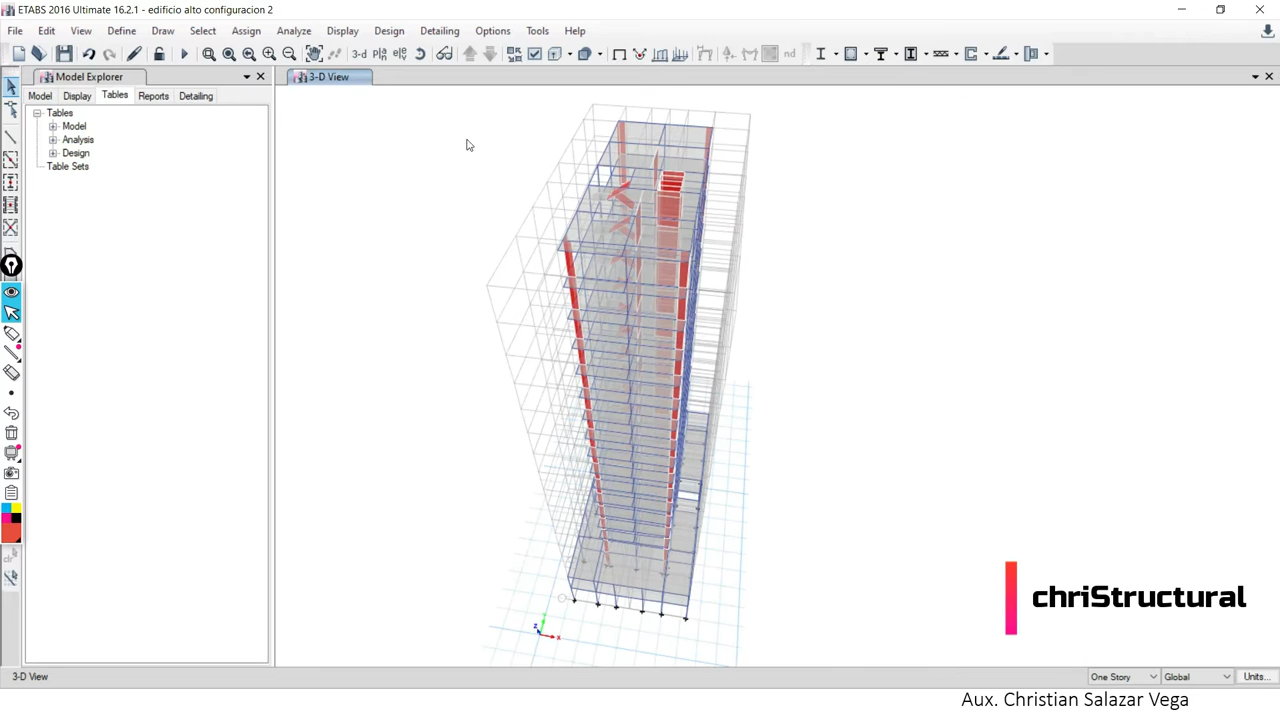 ETABS 2016 Ultimate 16.2.1 - edificio alto configuracion 2
File Edit View Define Draw Select Assign Analyze Display Design Detailing Options Tools Help
3-d nd
Model Explorer
3-D View
Model Display Tables Reports Detailing
Tables
Model
Analysis
Design
Table Sets
chriStructural
3-D View
One Story Global Units...
Aux. Christian Salazar Vega